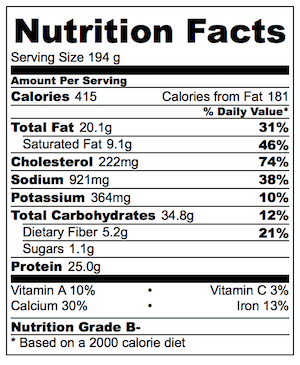 Nutrition Facts
Serving Size 194 g
Amount Per Serving
Calories 415 Calories from Fat 181
% Daily Value*
Total Fat 20.1g 31%
Saturated Fat 9.1g 46%
Cholesterol 222mg 74%
Sodium 921mg 38%
Potassium 364mg 10%
Total Carbohydrates 34.8g 12%
Dietary Fiber 5.2g 21%
Sugars 1.1g
Protein 25.0g
Vitamin A 10% • Vitamin C 3%
Calcium 30% • Iron 13%
Nutrition Grade B-
* Based on a 2000 calorie diet